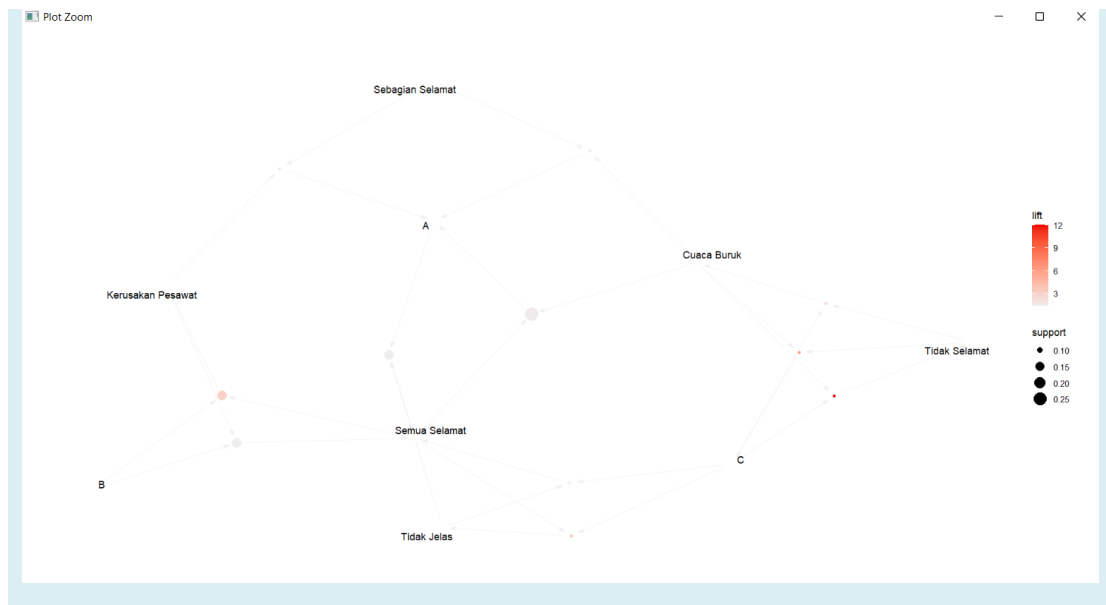 Plot Zoom
Sebagian Selamat
A
Cuaca Buruk
Kerusakan Pesawat
Tidak Selamat
Semua Selamat
C
B
Tidak Jelas
lift
12
9
6
3
support
0.10
0.15
0.20
0.25